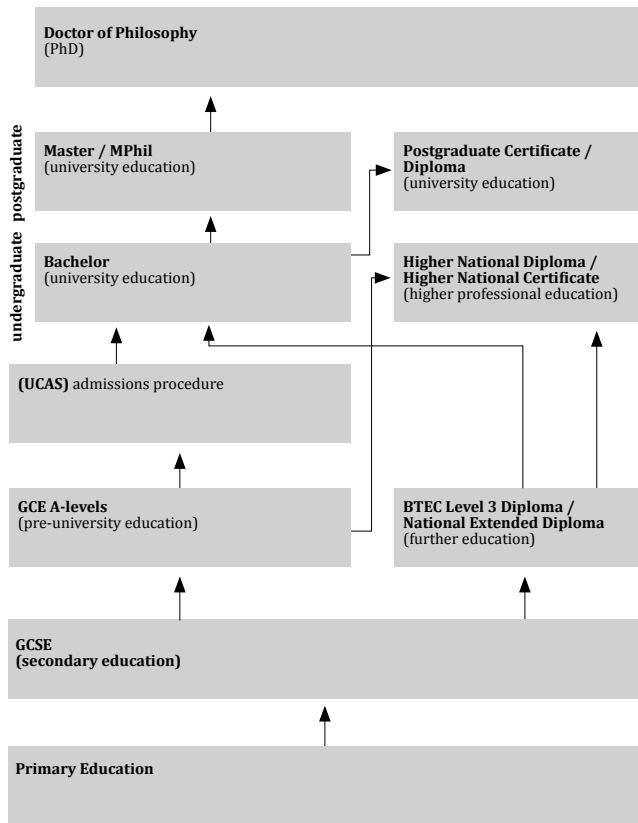 Doctor of Philosophy
(PhD)
undergraduate postgraduate
Master / MPhil
(university education)
Postgraduate Certificate /
Diploma
(university education)
Bachelor
(university education)
Higher National Diploma /
Higher National Certificate
(higher professional education)
(UCAS) admissions procedure
GCE A-levels
(pre-university education)
BTEC Level 3 Diploma /
National Extended Diploma
(further education)
GCSE
(secondary education)
Primary Education